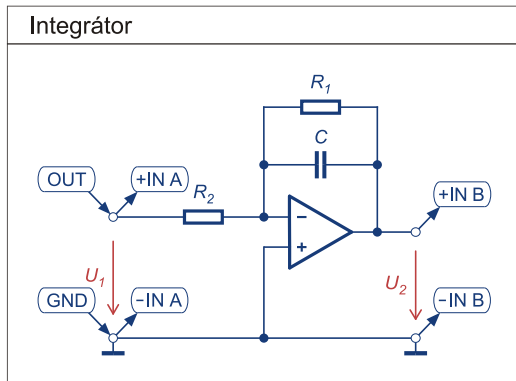 Integrátor
R1
C
OUT
+IN A
R2
+IN B
−
+
U1
U2
GND
−IN A
−IN B